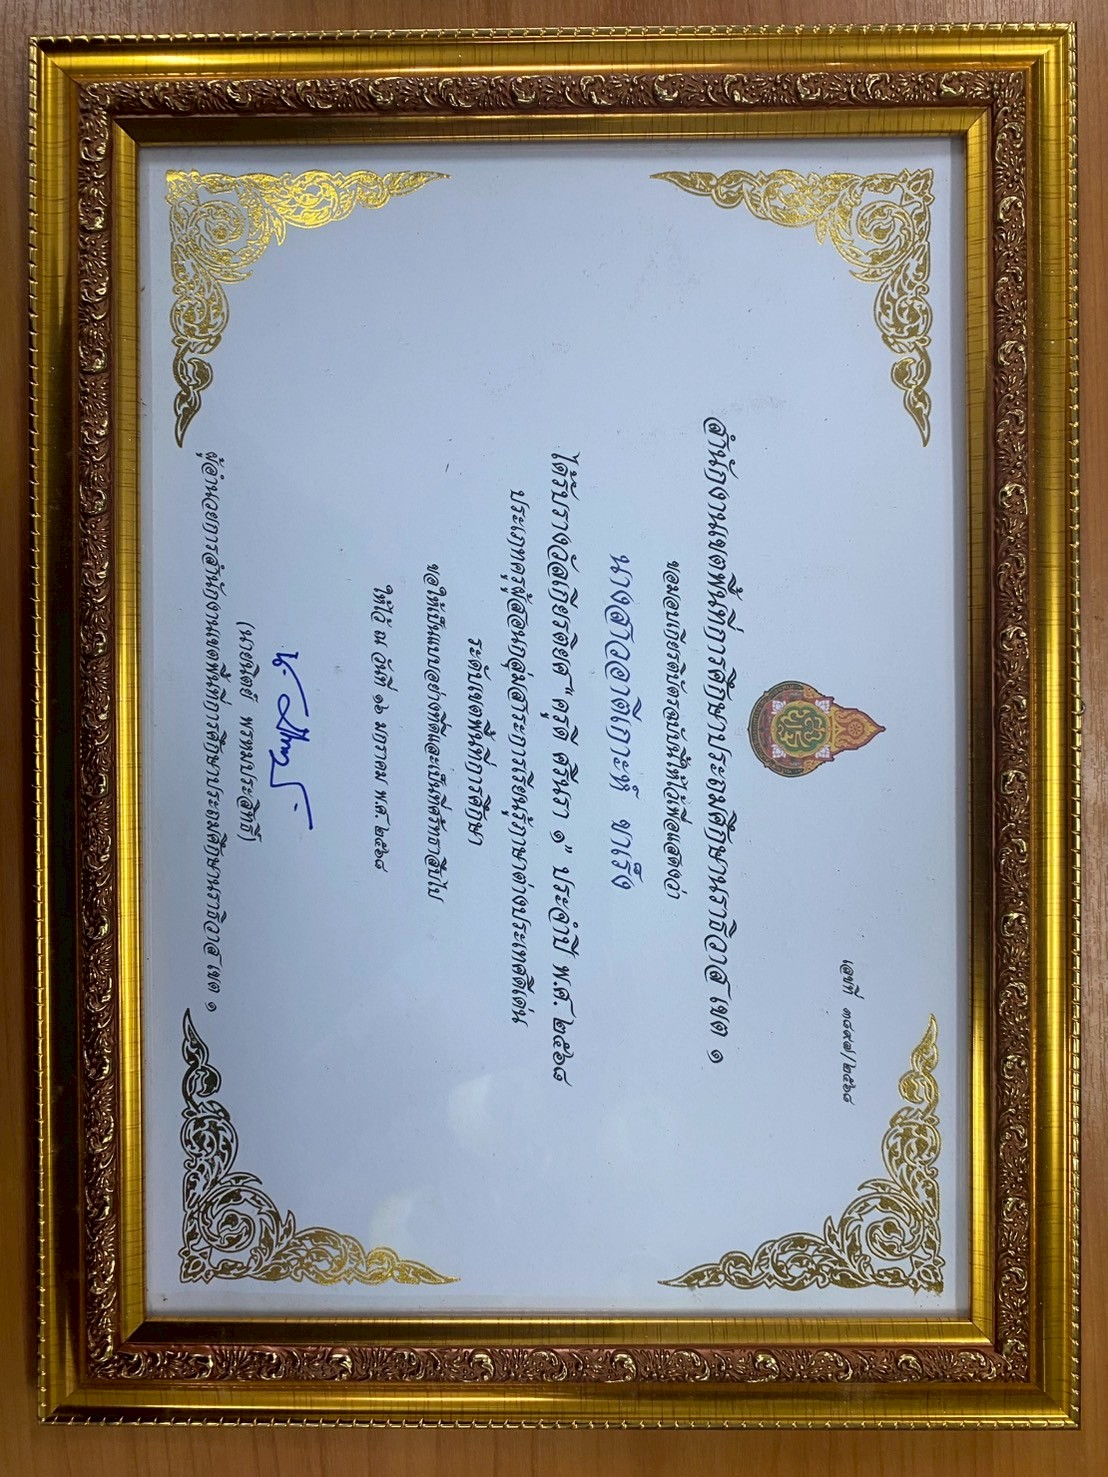 เลขที่ ๓๘๙๗/๒๕๖๘
สำนักงานเขตพื้นที่การศึกษาประถมศึกษานราธิวาส เขต ๑
ขอมอบเกียรติบัตรฉบับนี้ให้ไว้เพื่อแสดงว่า
นางสาวอาตีเกาะห์ ขาเร็ง
ได้รับรางวัลเกียรติยศ "ครูดี ศรีนรา ๑" ประจำปี พ.ศ. ๒๕๖๘
ประเภทครูผู้สอนกลุ่มสาระการเรียนรู้ภาษาต่างประเทศดีเด่น
ระดับเขตพื้นที่การศึกษา
ขอให้เป็นแบบอย่างที่ดีและเป็นที่ศรัทธาสืบไป
ให้ไว้ ณ วันที่ ๑๖ มกราคม พ.ศ. ๒๕๖๘
(นายนิตย์ พรหมประสิทธิ์)
ผู้อำนวยการสำนักงานเขตพื้นที่การศึกษาประถมศึกษานราธิวาส เขต ๑